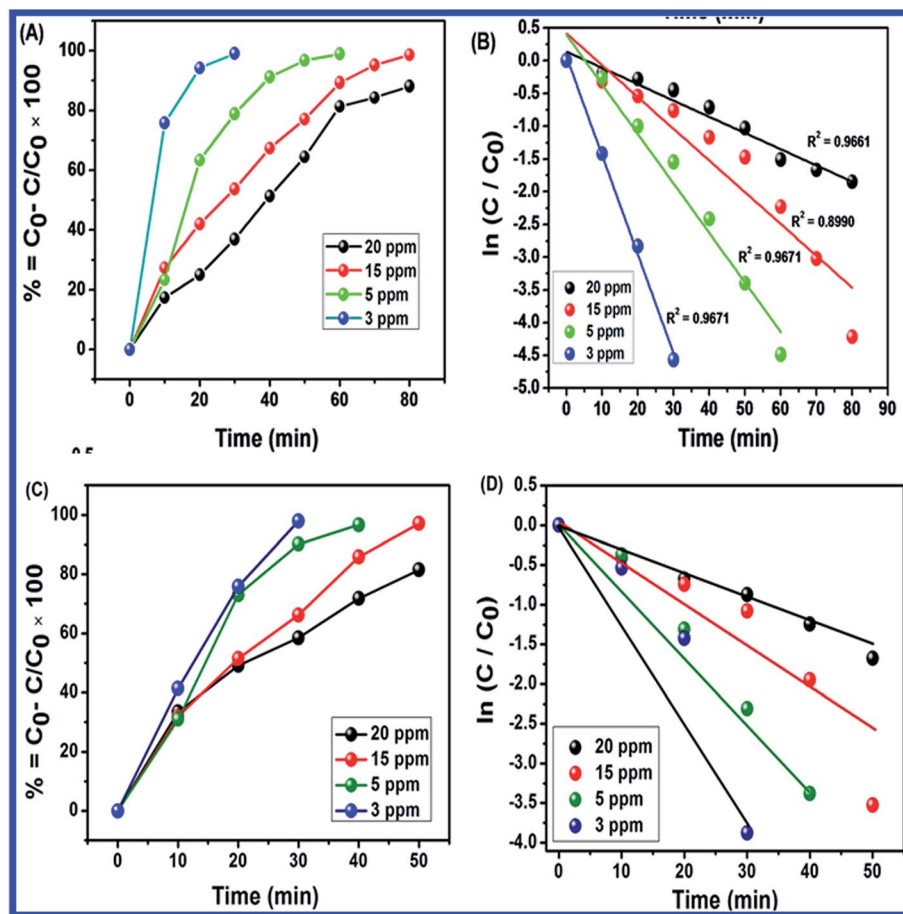 (A)
% = C0- C/C0 × 100
100
80
60
40
20
0
20 ppm
15 ppm
5 ppm
3 ppm
0 20 40 60 80
Time (min)
0.5
(B)
ln (C / C0)
0.5
0.0
-0.5
-1.0
-1.5
-2.0
-2.5
-3.0
-3.5
-4.0
-4.5
-5.0
R2 = 0.9661
R2 = 0.8990
R2 = 0.9671
R2 = 0.9671
20 ppm
15 ppm
5 ppm
3 ppm
0 10 20 30 40 50 60 70 80 90
Time (min)
(C)
% = C0- C/C0 × 100
100
80
60
40
20
0
20 ppm
15 ppm
5 ppm
3 ppm
0 10 20 30 40 50
Time (min)
(D)
ln (C / C0)
0.5
0.0
-0.5
-1.0
-1.5
-2.0
-2.5
-3.0
-3.5
-4.0
20 ppm
15 ppm
5 ppm
3 ppm
0 10 20 30 40 50
Time (min)